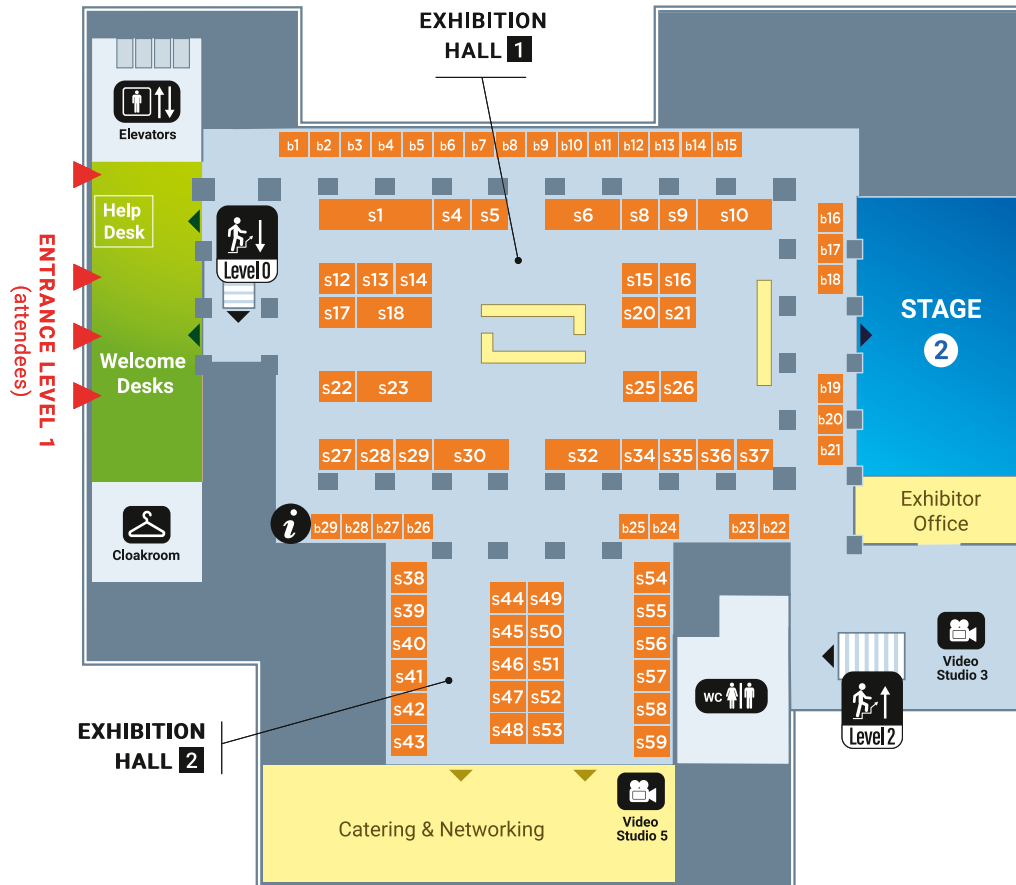 EXHIBITION
HALL 1
Elevators
b1 b2 b3 b4 b5 b6 b7 b8 b9 b10 b11 b12 b13 b14 b15
Help
Desk
Level 0
s1 s4 s5 s6 s8 s9 s10
b16
b17
b18
ENTRANCE LEVEL 1
(attendees)
s12 s13 s14 s15 s16
s17 s18 s20 s21
STAGE
2
Welcome
Desks
s22 s23 s25 s26
b19
b20
b21
s27 s28 s29 s30 s32 s34 s35 s36 s37
Exhibitor
Office
Cloakroom
i
b29 b28 b27 b26 b25 b24 b23 b22
s38 s44 s49 s54
s39 s45 s50 s55
s40 s46 s51 s56
s41 s47 s52 s57
s42 s48 s53 s58
s43 s59
Video
Studio 3
WC
Level 2
EXHIBITION
HALL 2
Catering & Networking
Video
Studio 5